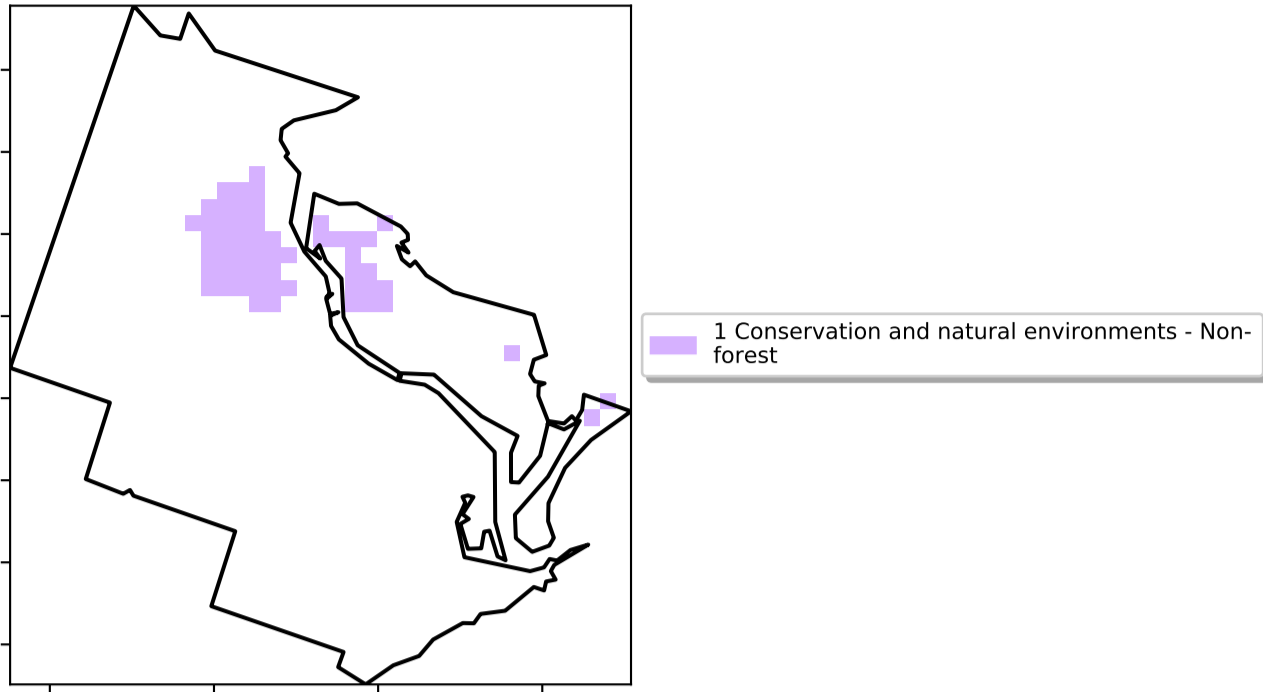 1 Conservation and natural environments - Non-
forest